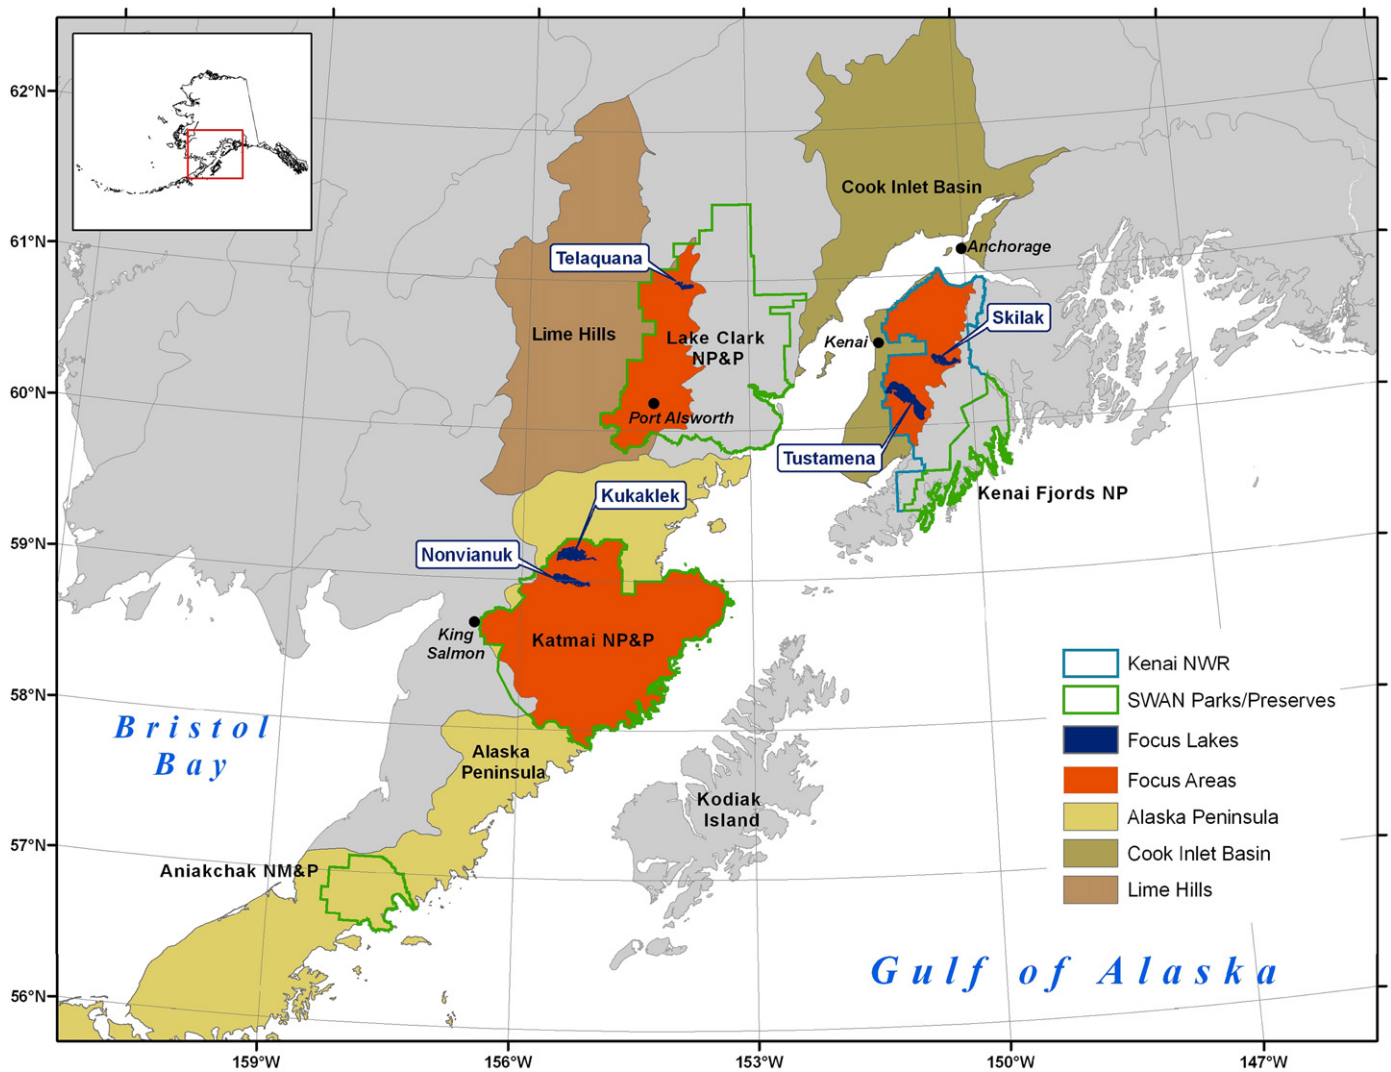 62°N
61°N
60°N
59°N
58°N
57°N
56°N
159°W
156°W
153°W
150°W
147°W
Cook Inlet Basin
Anchorage
Telaquana
Lime Hills
Lake Clark
NP&P
Skilak
Kenai
Port Alsworth
Tustamena
Kenai Fjords NP
Kukaklek
Nonvianuk
King
Salmon
Katmai NP&P
Bristol
Bay
Alaska
Peninsula
Kodiak
Island
Aniakchak NM&P
Gulf of Alaska
Kenai NWR
SWAN Parks/Preserves
Focus Lakes
Focus Areas
Alaska Peninsula
Cook Inlet Basin
Lime Hills